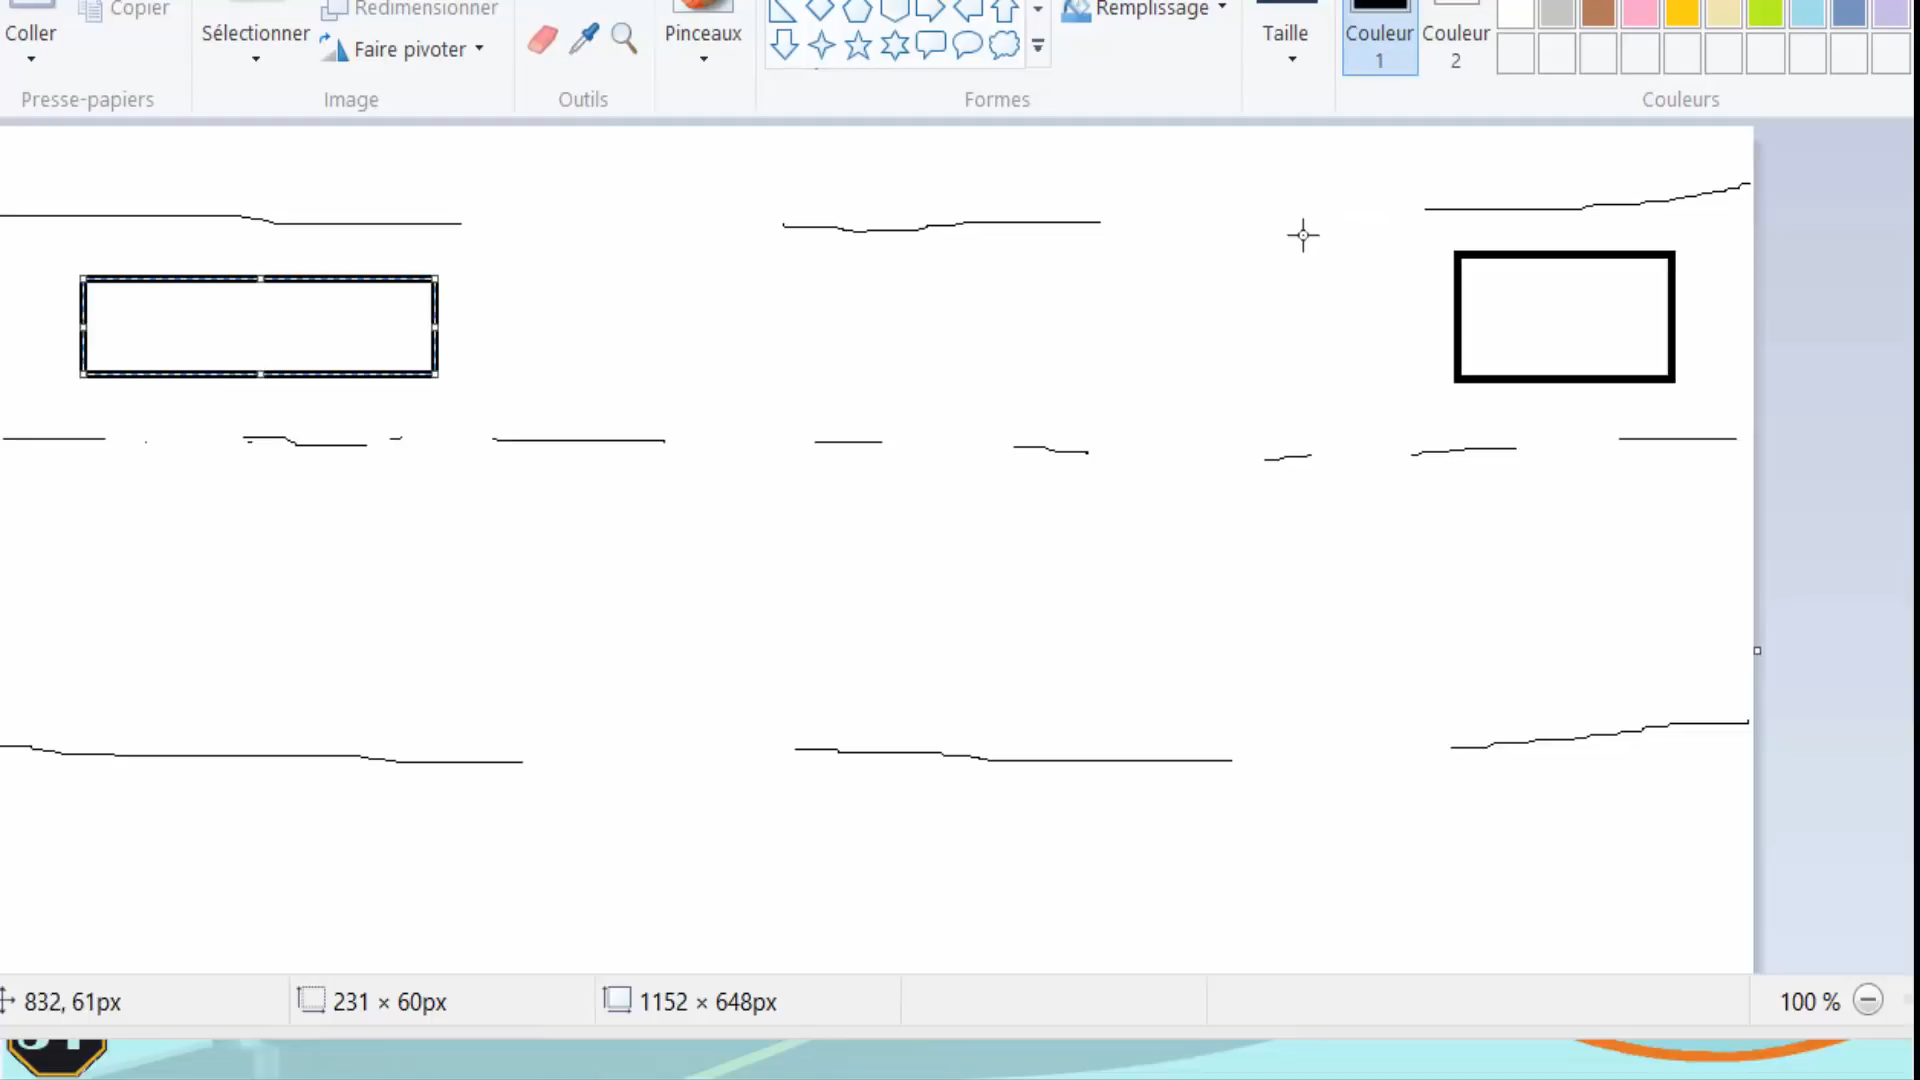 Copier
Redimensionner
Remplissage
Coller
Sélectionner
Faire pivoter
Pinceaux
Taille
Couleur
1
Couleur
2
Presse-papiers
Image
Outils
Formes
Couleurs
832, 61px
231 × 60px
1152 × 648px
100 %